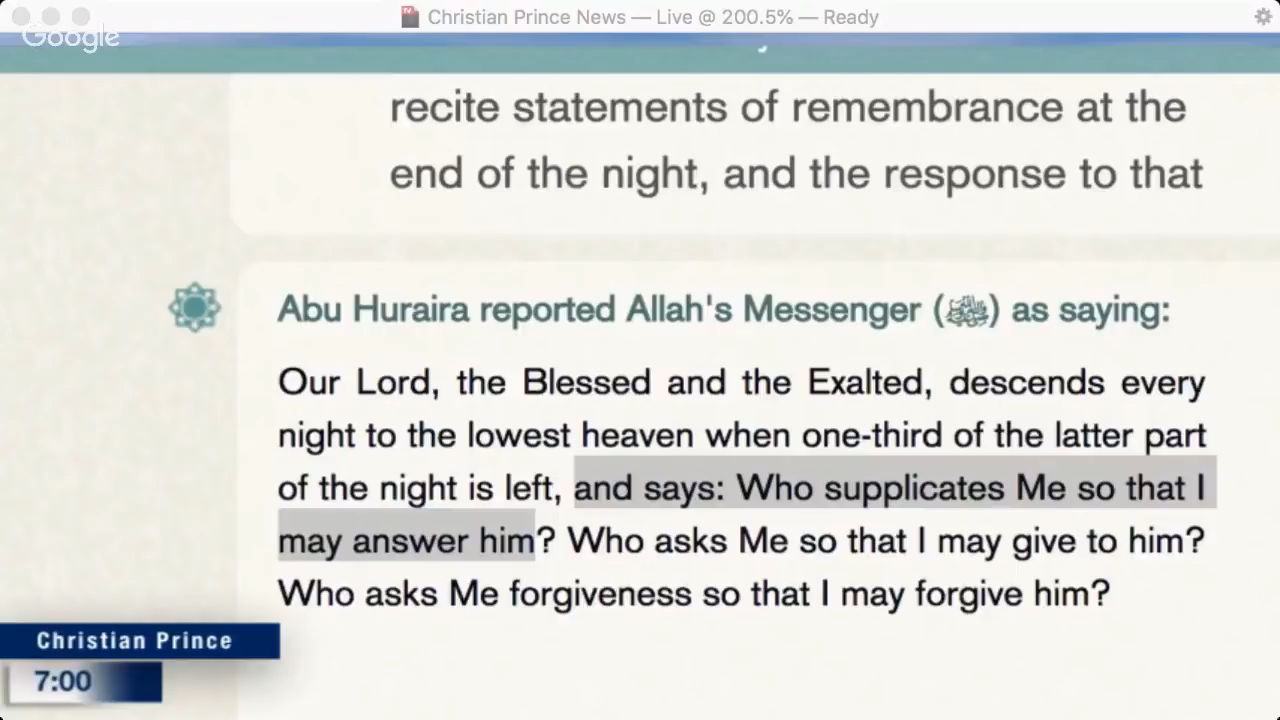 Christian Prince News — Live @ 200.5% — Ready
Google
recite statements of remembrance at the
end of the night, and the response to that
Abu Huraira reported Allah's Messenger (ﷺ) as saying:
Our Lord, the Blessed and the Exalted, descends every
night to the lowest heaven when one-third of the latter part
of the night is left, and says: Who supplicates Me so that I
may answer him? Who asks Me so that I may give to him?
Who asks Me forgiveness so that I may forgive him?
Christian Prince
7:00